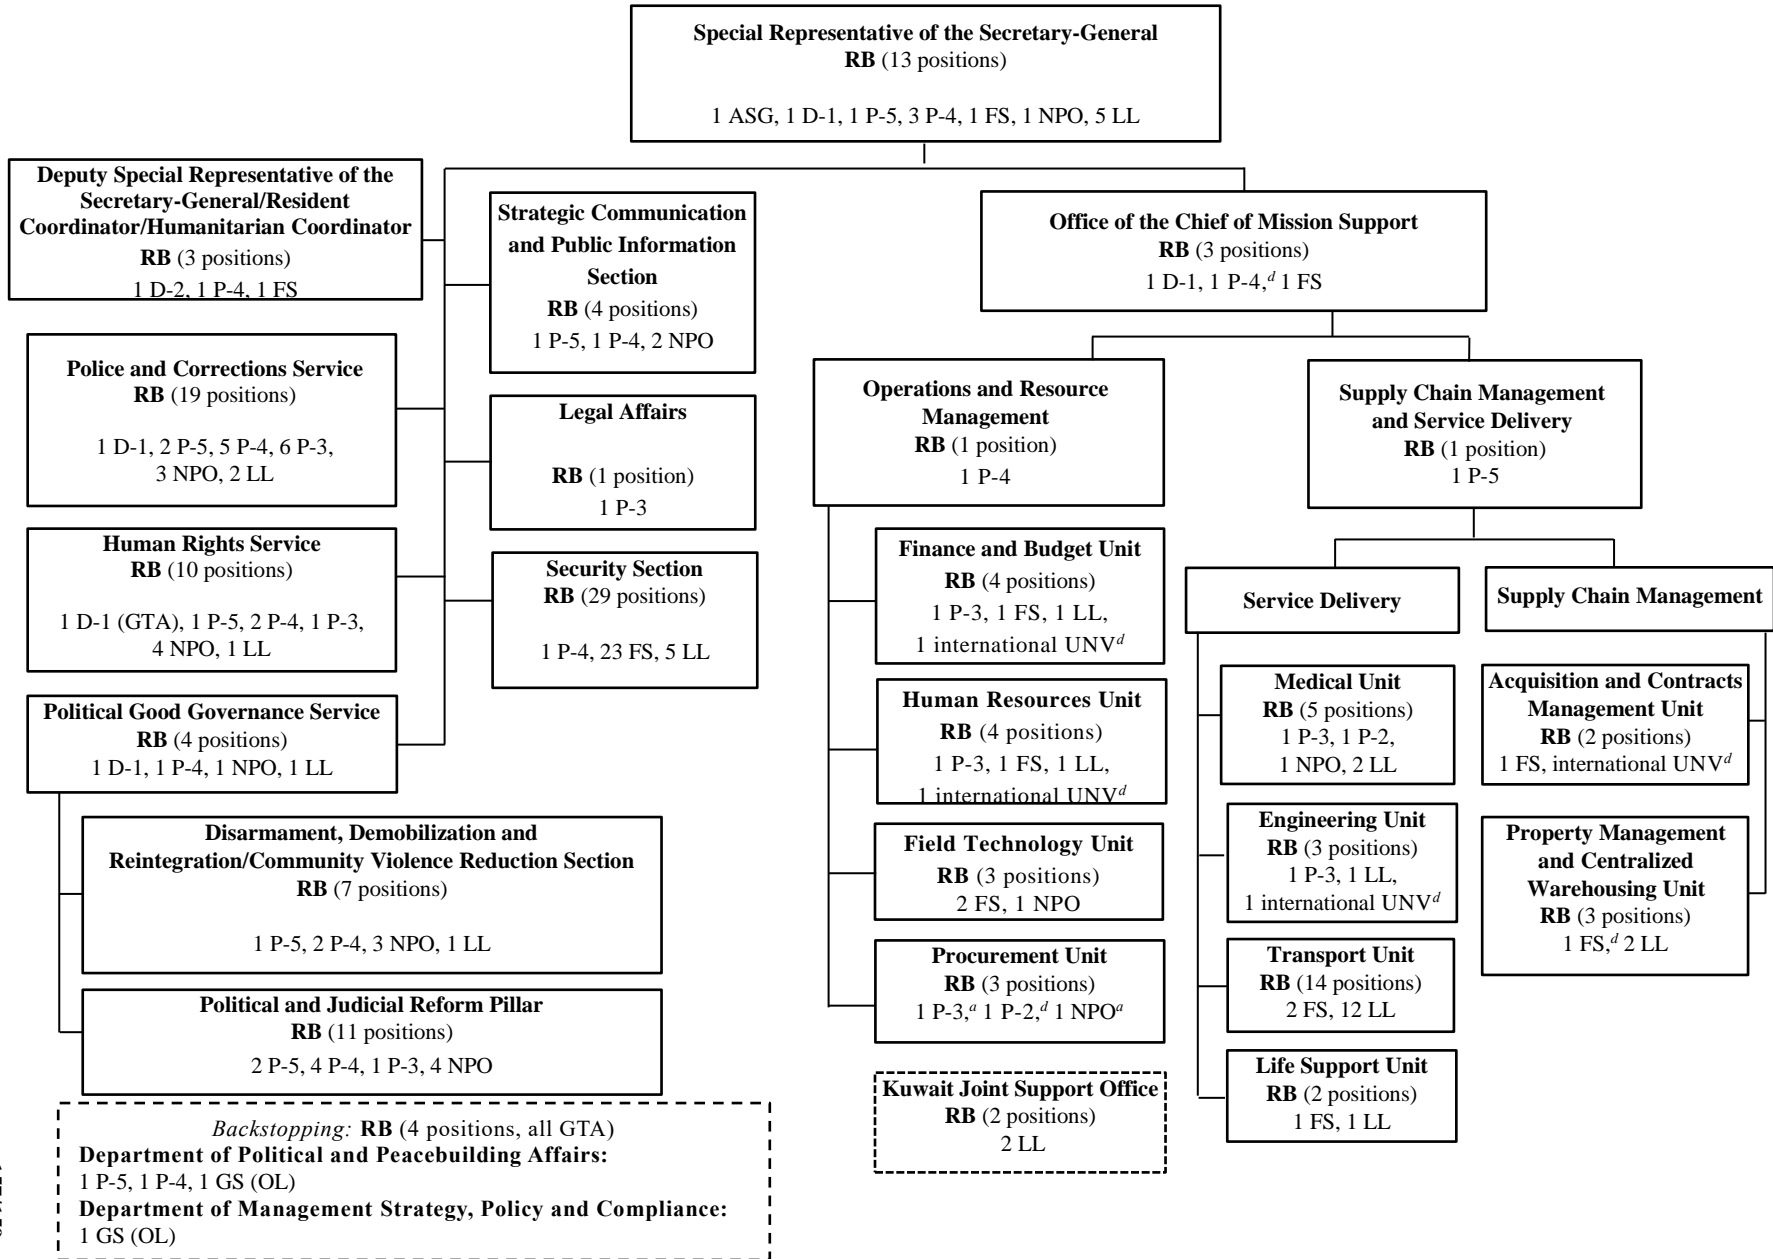 Special Representative of the Secretary-General
RB (13 positions)
1 ASG, 1 D-1, 1 P-5, 3 P-4, 1 FS, 1 NPO, 5 LL
Deputy Special Representative of the
Secretary-General/Resident
Coordinator/Humanitarian Coordinator
RB (3 positions)
1 D-2, 1 P-4, 1 FS
Strategic Communication
and Public Information
Section
RB (4 positions)
1 P-5, 1 P-4, 2 NPO
Office of the Chief of Mission Support
RB (3 positions)
1 D-1, 1 P-4,d 1 FS
Police and Corrections Service
RB (19 positions)
1 D-1, 2 P-5, 5 P-4, 6 P-3,
3 NPO, 2 LL
Legal Affairs
RB (1 position)
1 P-3
Operations and Resource
Management
RB (1 position)
1 P-4
Supply Chain Management
and Service Delivery
RB (1 position)
1 P-5
Human Rights Service
RB (10 positions)
1 D-1 (GTA), 1 P-5, 2 P-4, 1 P-3,
4 NPO, 1 LL
Security Section
RB (29 positions)
1 P-4, 23 FS, 5 LL
Finance and Budget Unit
RB (4 positions)
1 P-3, 1 FS, 1 LL,
1 international UNVd
Service Delivery
Supply Chain Management
Political Good Governance Service
RB (4 positions)
1 D-1, 1 P-4, 1 NPO, 1 LL
Human Resources Unit
RB (4 positions)
1 P-3, 1 FS, 1 LL,
1 international UNVd
Medical Unit
RB (5 positions)
1 P-3, 1 P-2,
1 NPO, 2 LL
Acquisition and Contracts
Management Unit
RB (2 positions)
1 FS, international UNVd
Disarmament, Demobilization and
Reintegration/Community Violence Reduction Section
RB (7 positions)
1 P-5, 2 P-4, 3 NPO, 1 LL
Field Technology Unit
RB (3 positions)
2 FS, 1 NPO
Engineering Unit
RB (3 positions)
1 P-3, 1 LL,
1 international UNVd
Property Management
and Centralized
Warehousing Unit
RB (3 positions)
1 FS,d 2 LL
Political and Judicial Reform Pillar
RB (11 positions)
2 P-5, 4 P-4, 1 P-3, 4 NPO
Procurement Unit
RB (3 positions)
1 P-3,a 1 P-2,d 1 NPOa
Transport Unit
RB (14 positions)
2 FS, 12 LL
Kuwait Joint Support Office
RB (2 positions)
2 LL
Life Support Unit
RB (2 positions)
1 FS, 1 LL
Backstopping: RB (4 positions, all GTA)
Department of Political and Peacebuilding Affairs:
1 P-5, 1 P-4, 1 GS (OL)
Department of Management Strategy, Policy and Compliance:
1 GS (OL)